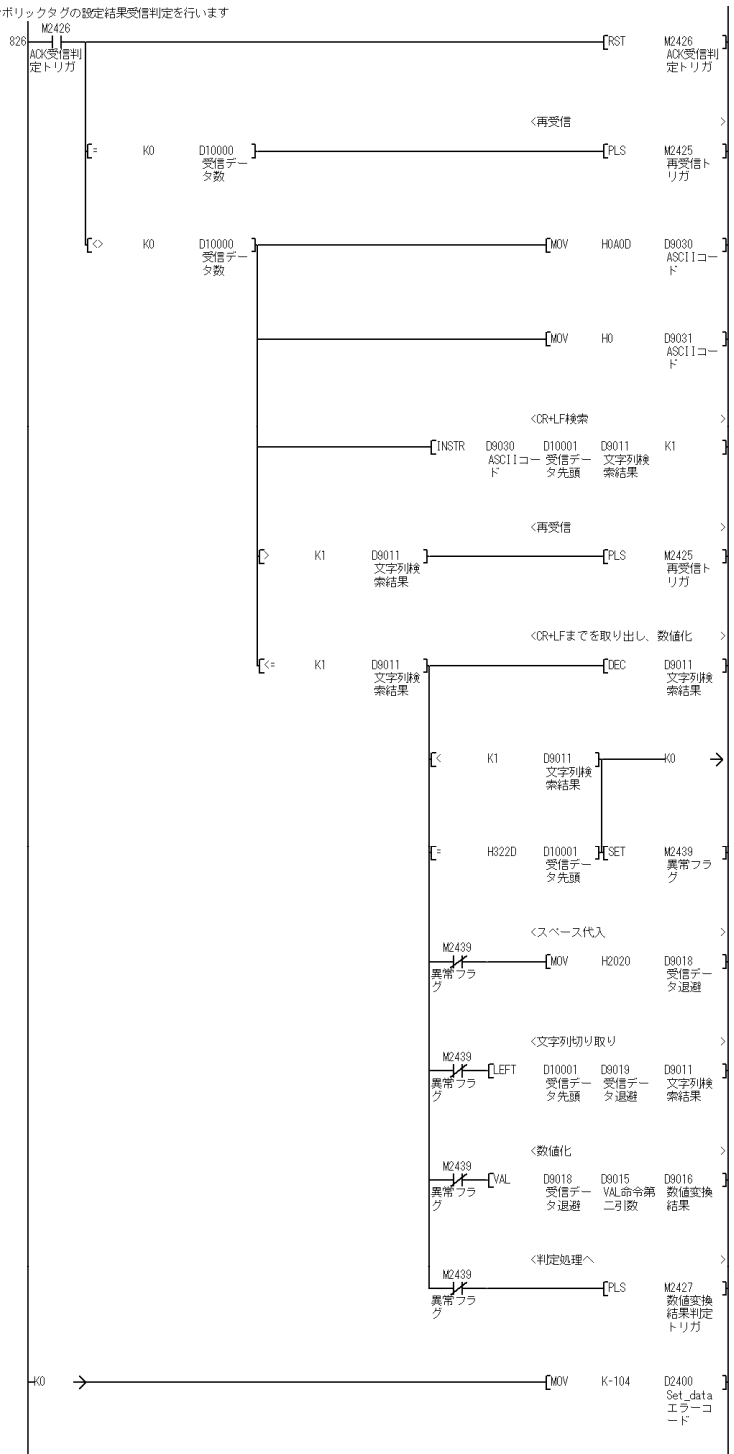 ボリックタグの設定結果受信判定を行います
M2426
826
ACK受信判
定トリガ
[RST M2426 ]
ACK受信判
定トリガ
<再受信 >
[= K0 D10000 ]
受信デー
タ数
[PLS M2425 ]
再受信ト
リガ
[<> K0 D10000 ]
受信デー
タ数
[MOV H0A0D D9030 ]
ASCIIコー
ド
[MOV H0 D9031 ]
ASCIIコー
ド
<CR+LF検索 >
[INSTR D9030 D10001 D9011 K1 ]
ASCIIコー 受信デー 文字列検
ド タ先頭 索結果
<再受信 >
[> K1 D9011 ]
文字列検
索結果
[PLS M2425 ]
再受信ト
リガ
<CR+LFまでを取り出し、数値化 >
[<= K1 D9011 ]
文字列検
索結果
[DEC D9011 ]
文字列検
索結果
[< K1 D9011 ]
文字列検
索結果
K0
[= H322D D10001 ]
受信デー
タ先頭
[SET M2439 ]
異常フラ
グ
<スペース代入 >
M2439
異常フラ
グ
[MOV H2020 D9018 ]
受信デー
タ退避
<文字列切り取り >
M2439
異常フラ
グ
[LEFT D10001 D9019 D9011 ]
受信デー 受信デー 文字列検
タ先頭 タ退避 索結果
<数値化 >
M2439
異常フラ
グ
[VAL D9018 D9015 D9016 ]
受信デー VAL命令第 数値変換
タ退避 二引数 結果
<判定処理へ >
M2439
異常フラ
グ
[PLS M2427 ]
数値変換
結果判定
トリガ
K0
[MOV K-104 D2400 ]
Set_data
エラーコ
ード